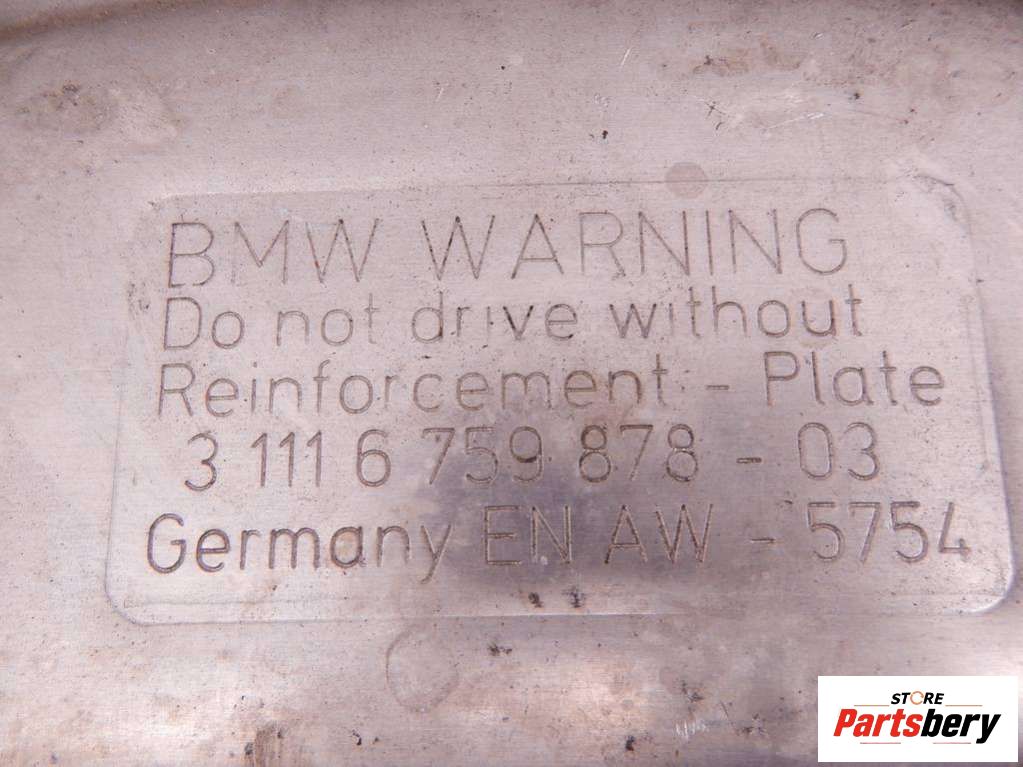 BMW WARNING
Do not drive without
Reinforcement - Plate
3 111 6 759 878 - 03
Germany EN AW - 5754
STORE
Partsbery